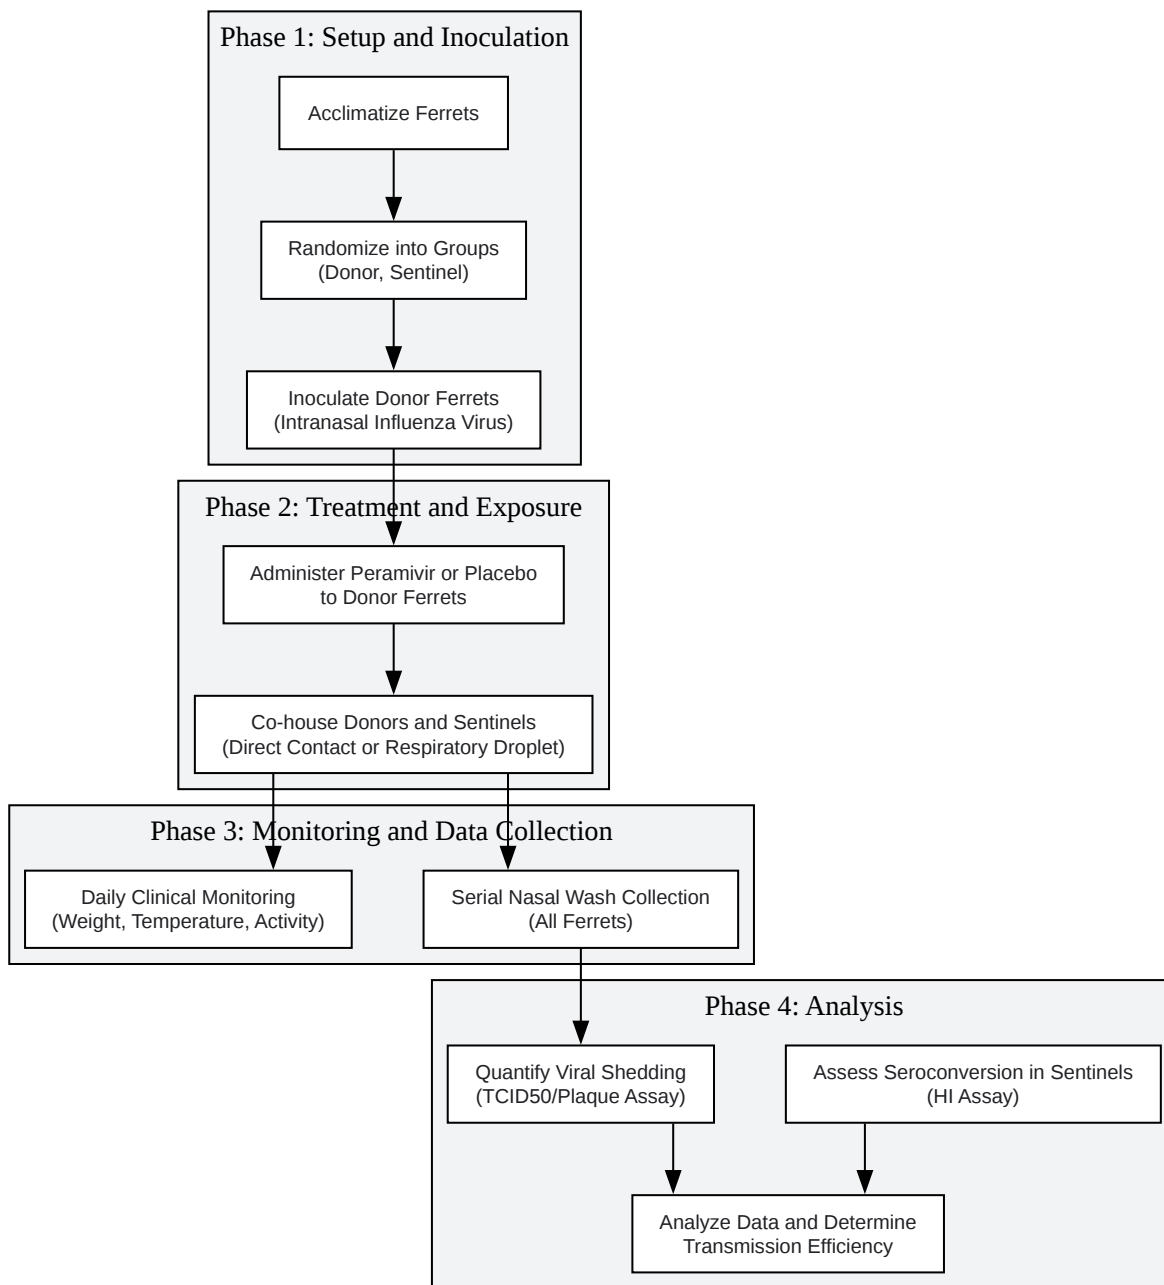 Phase 1: Setup and Inoculation
Acclimatize Ferrets
Randomize into Groups
(Donor, Sentinel)
Inoculate Donor Ferrets
(Intranasal Influenza Virus)
Phase 2: Treatment and Exposure
Administer Peramivir or Placebo
to Donor Ferrets
Co-house Donors and Sentinels
(Direct Contact or Respiratory Droplet)
Phase 3: Monitoring and Data Collection
Daily Clinical Monitoring
(Weight, Temperature, Activity)
Serial Nasal Wash Collection
(All Ferrets)
Phase 4: Analysis
Quantify Viral Shedding
(TCID50/Plaque Assay)
Assess Seroconversion in Sentinels
(HI Assay)
Analyze Data and Determine
Transmission Efficiency